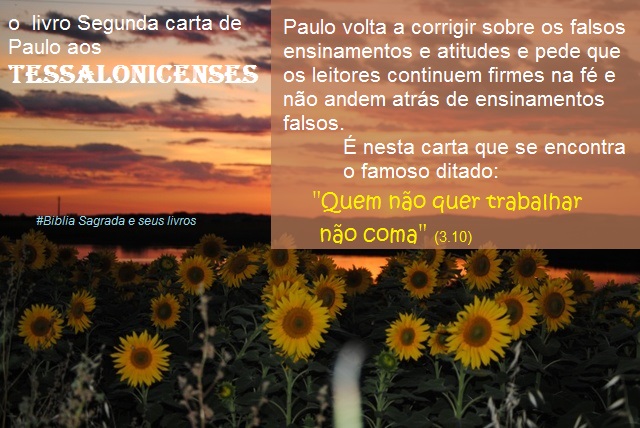 o livro Segunda carta de
Paulo aos
TESSALONICENSES
#Biblia Sagrada e seus livros
Paulo volta a corrigir sobre os falsos
ensinamentos e atitudes e pede que
os leitores continuem firmes na fé e
não andem atrás de ensinamentos
falsos.
É nesta carta que se encontra
o famoso ditado:
"Quem não quer trabalhar
não coma" (3.10)